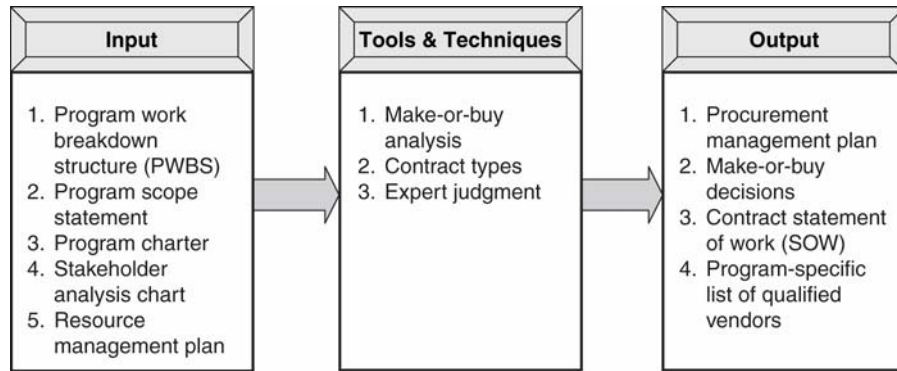 Input
1. Program work
breakdown
structure (PWBS)
2. Program scope
statement
3. Program charter
4. Stakeholder
analysis chart
5. Resource
management plan
Tools & Techniques
1. Make-or-buy
analysis
2. Contract types
3. Expert judgment
Output
1. Procurement
management plan
2. Make-or-buy
decisions
3. Contract statement
of work (SOW)
4. Program-specific
list of qualified
vendors